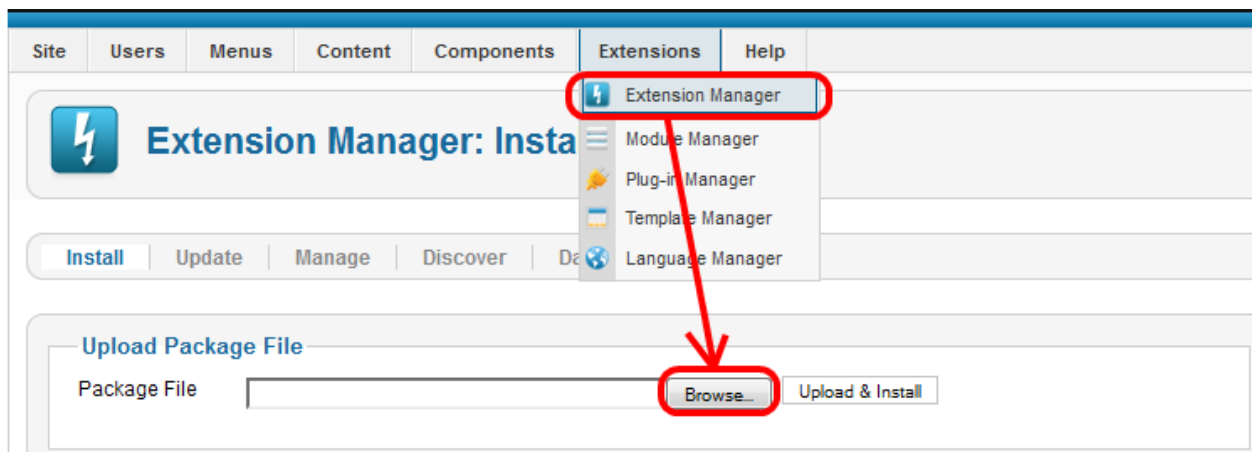 Site Users Menus Content Components Extensions Help
Extension Manager
Extension Manager: Insta
Module Manager
Plug-in Manager
Template Manager
Language Manager
Install Update Manage Discover Da
Upload Package File
Package File Browse... Upload & Install